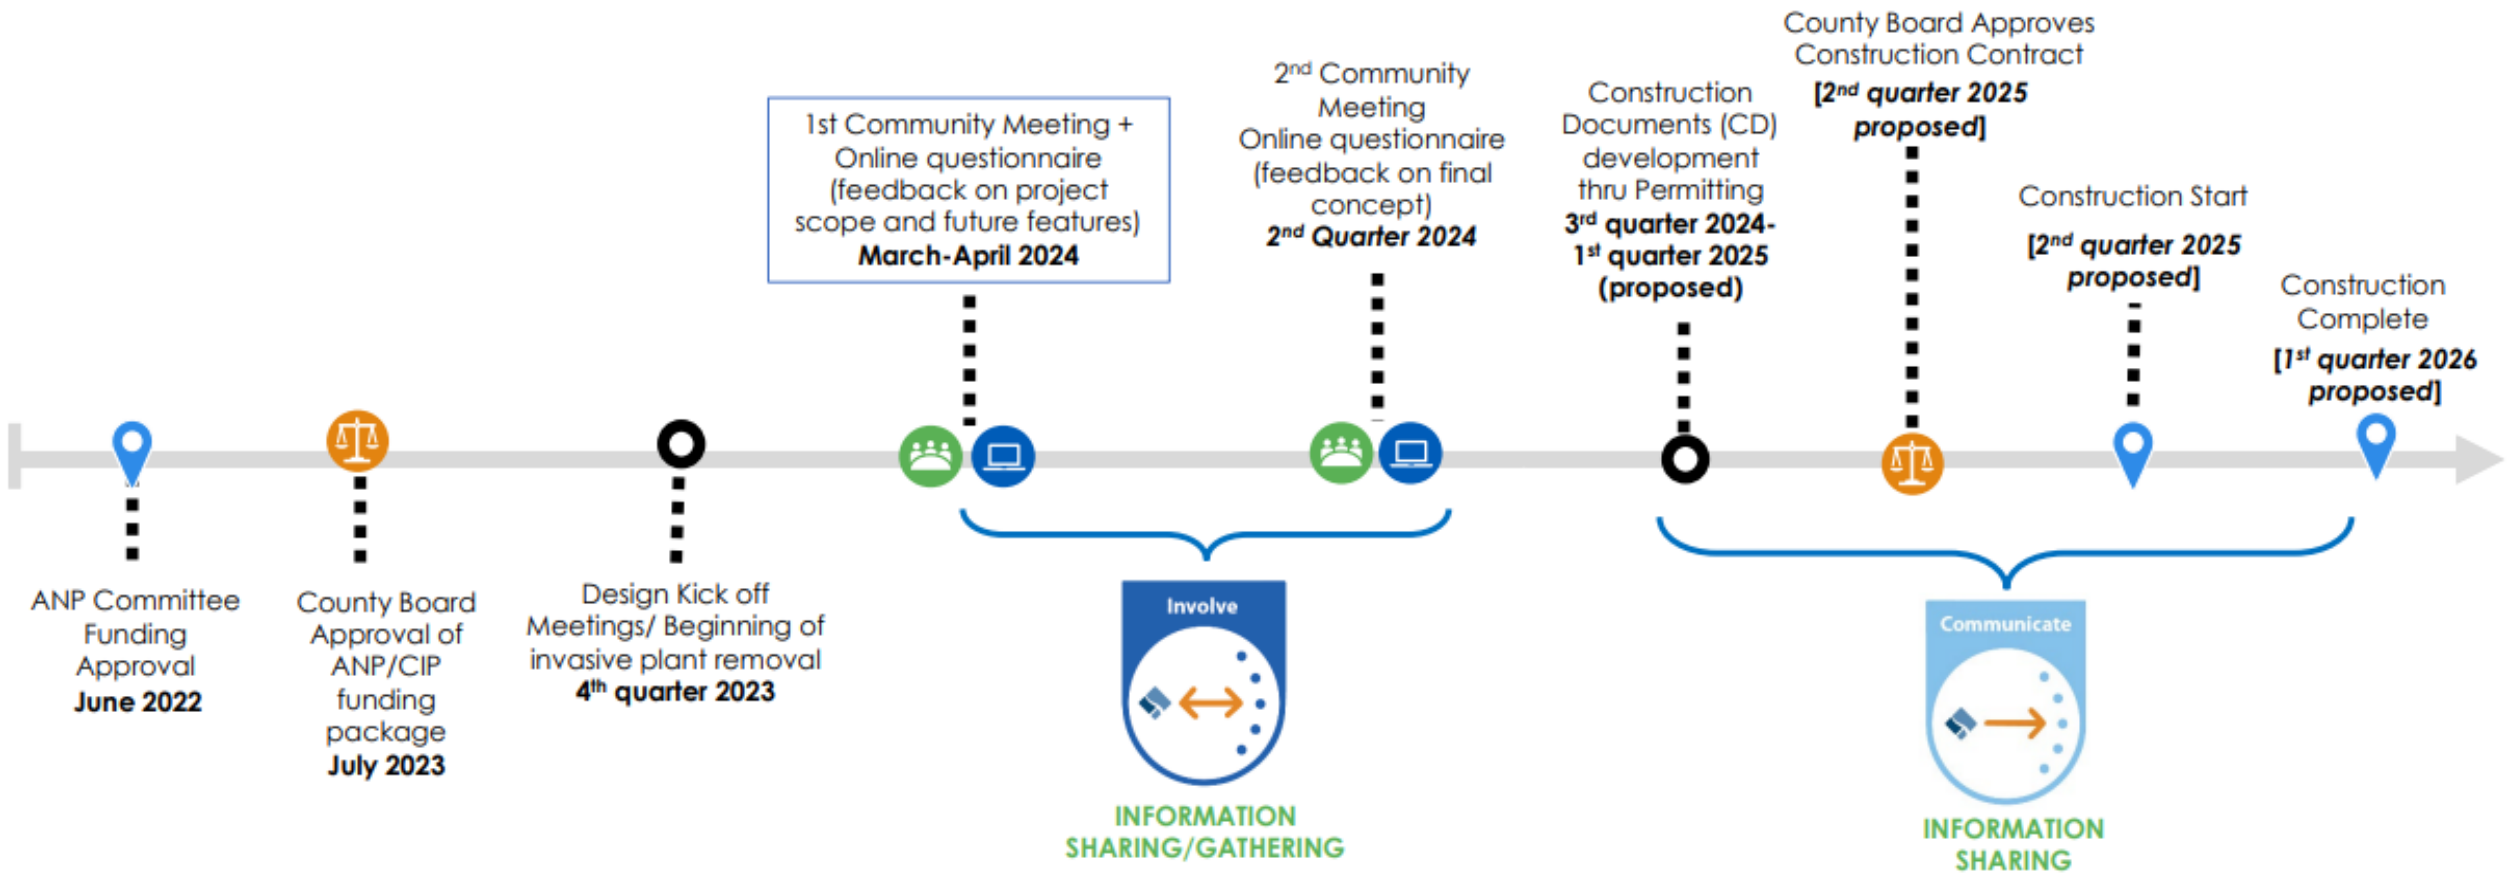 ANP Committee
Funding
Approval
June 2022
County Board
Approval of
ANP/CIP
funding
package
July 2023
Design Kick off
Meetings/ Beginning of
invasive plant removal
4th quarter 2023
1st Community Meeting +
Online questionnaire
(feedback on project
scope and future features)
March-April 2024
2nd Community
Meeting
Online questionnaire
(feedback on final
concept)
2nd Quarter 2024
Construction
Documents (CD)
development
thru Permitting
3rd quarter 2024-
1st quarter 2025
(proposed)
County Board Approves
Construction Contract
[2nd quarter 2025
proposed]
Construction Start
[2nd quarter 2025
proposed]
Construction
Complete
[1st quarter 2026
proposed]
Involve
INFORMATION
SHARING/GATHERING
Communicate
INFORMATION
SHARING